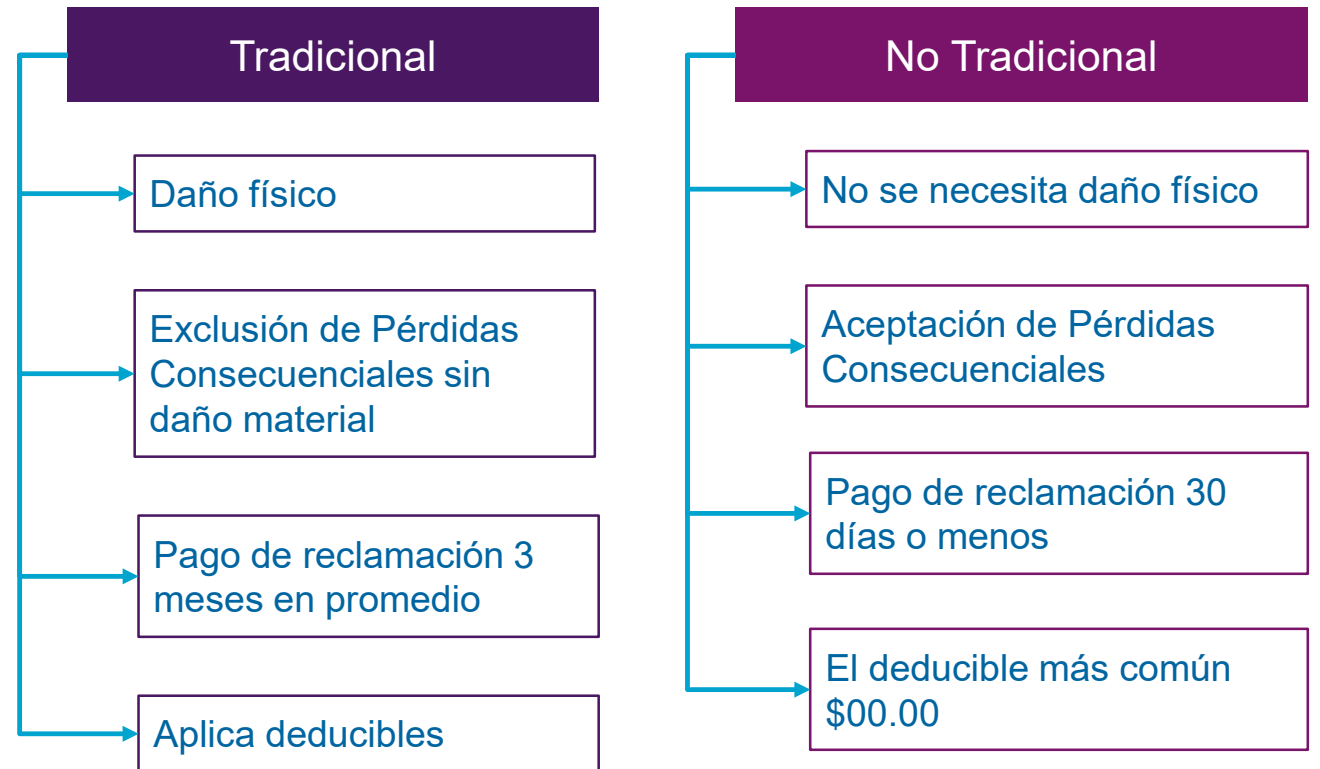 Tradicional
Daño físico
Exclusión de Pérdidas
Consecuenciales sin
daño material
Pago de reclamación 3
meses en promedio
Aplica deducibles
No Tradicional
No se necesita daño físico
Aceptación de Pérdidas
Consecuenciales
Pago de reclamación 30
días o menos
El deducible más común
$00.00